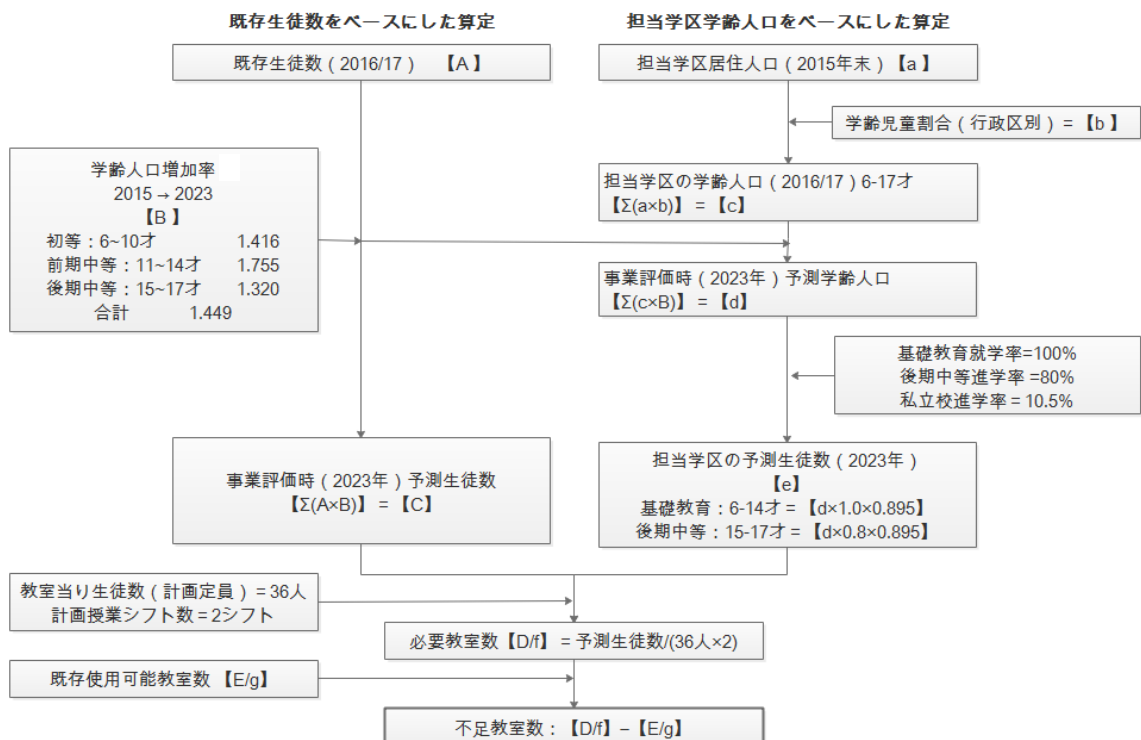 既存生徒数をベースにした算定
担当学区学齢人口をベースにした算定
既存生徒数（2016/17） 【A】
担当学区居住人口（2015年末）【a】
学齢児童割合（行政区別）=【b】
学齢人口増加率
2015→2023
【B】
初等：6~10才 1.416
前期中等：11~14才 1.755
後期中等：15~17才 1.320
合計 1.449
担当学区の学齢人口（2016/17）6-17才
【Σ(a×b)】=【c】
事業評価時（2023年）予測学齢人口
【Σ(c×B)】=【d】
基礎教育就学率=100%
後期中等進学率 =80%
私立校進学率 = 10.5%
事業評価時（2023年）予測生徒数
【Σ(A×B)】=【C】
担当学区の予測生徒数（2023年）
【e】
基礎教育：6-14才 =【d×1.0×0.895】
後期中等：15-17才 =【d×0.8×0.895】
教室当り生徒数（計画定員）= 36人
計画授業シフト数 = 2シフト
必要教室数【D/f】= 予測生徒数/(36人×2)
既存使用可能教室数 【E/g】
不足教室数：【D/f】–【E/g】